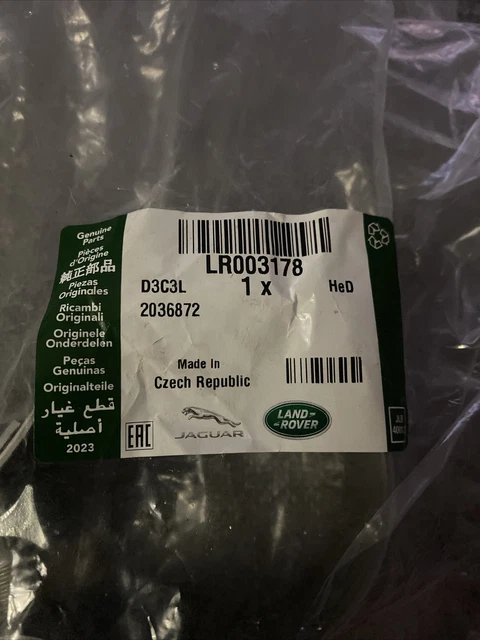 Genuine
Parts
Pièces
d'Origine
純正部品
Piezas
Originales
Ricambi
Originali
Originele
Onderdelen
Peças
Genuinas
Originalteile
قطع غيار
أصلية
2023
LR003178
D3C3L
1 x
HeD
2036872
Made In
Czech Republic
EAC
JAGUAR
LAND-
-ROVER